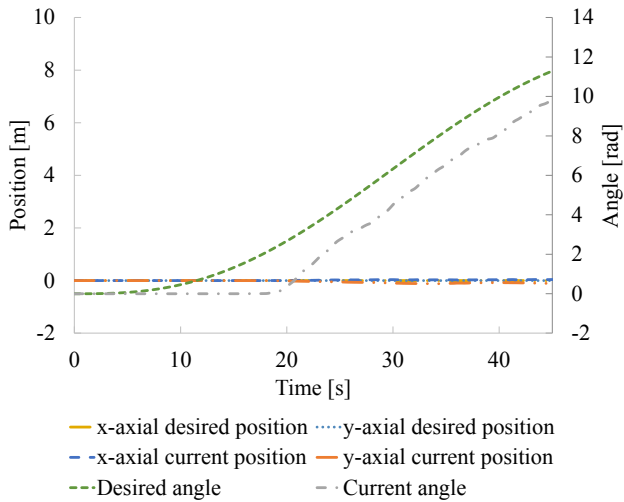 10
8
6
4
2
0
-2
Position [m]
14
12
10
8
6
4
2
0
-2
Angle [rad]
0 10 20 30 40
Time [s]
x-axial desired position y-axial desired position
x-axial current position y-axial current position
Desired angle Current angle